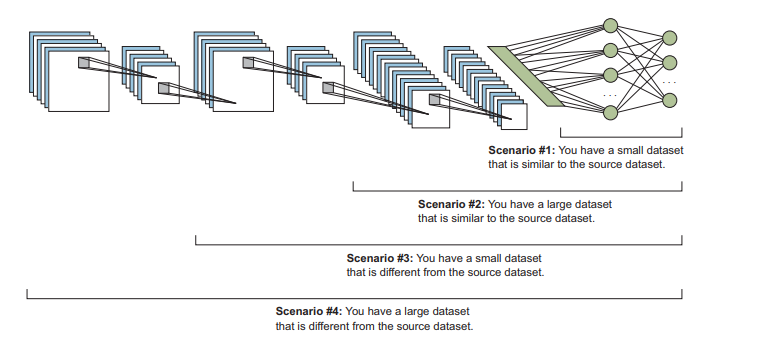 . . .
. . .
Scenario #1: You have a small dataset
that is similar to the source dataset.
Scenario #2: You have a large dataset
that is similar to the source dataset.
Scenario #3: You have a small dataset
that is different from the source dataset.
Scenario #4: You have a large dataset
that is different from the source dataset.